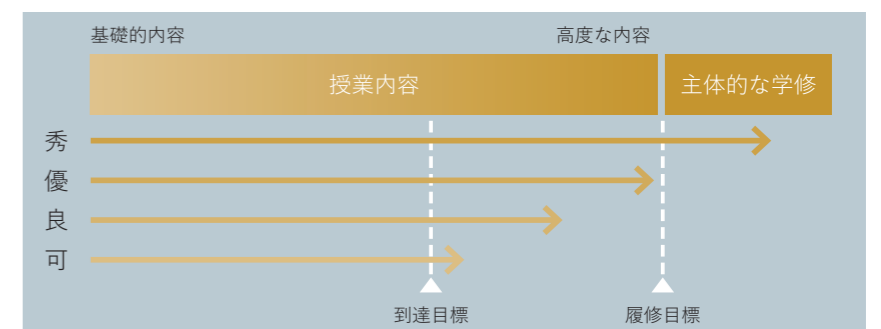 基礎的内容
高度な内容
授業内容
主体的な学修
秀
優
良
可
到達目標
履修目標